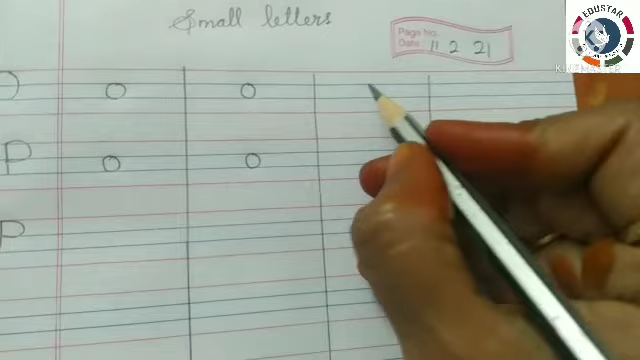 Small letters
EDUSTAR
Page No.
Date 11 2 21
o o
P o o
P